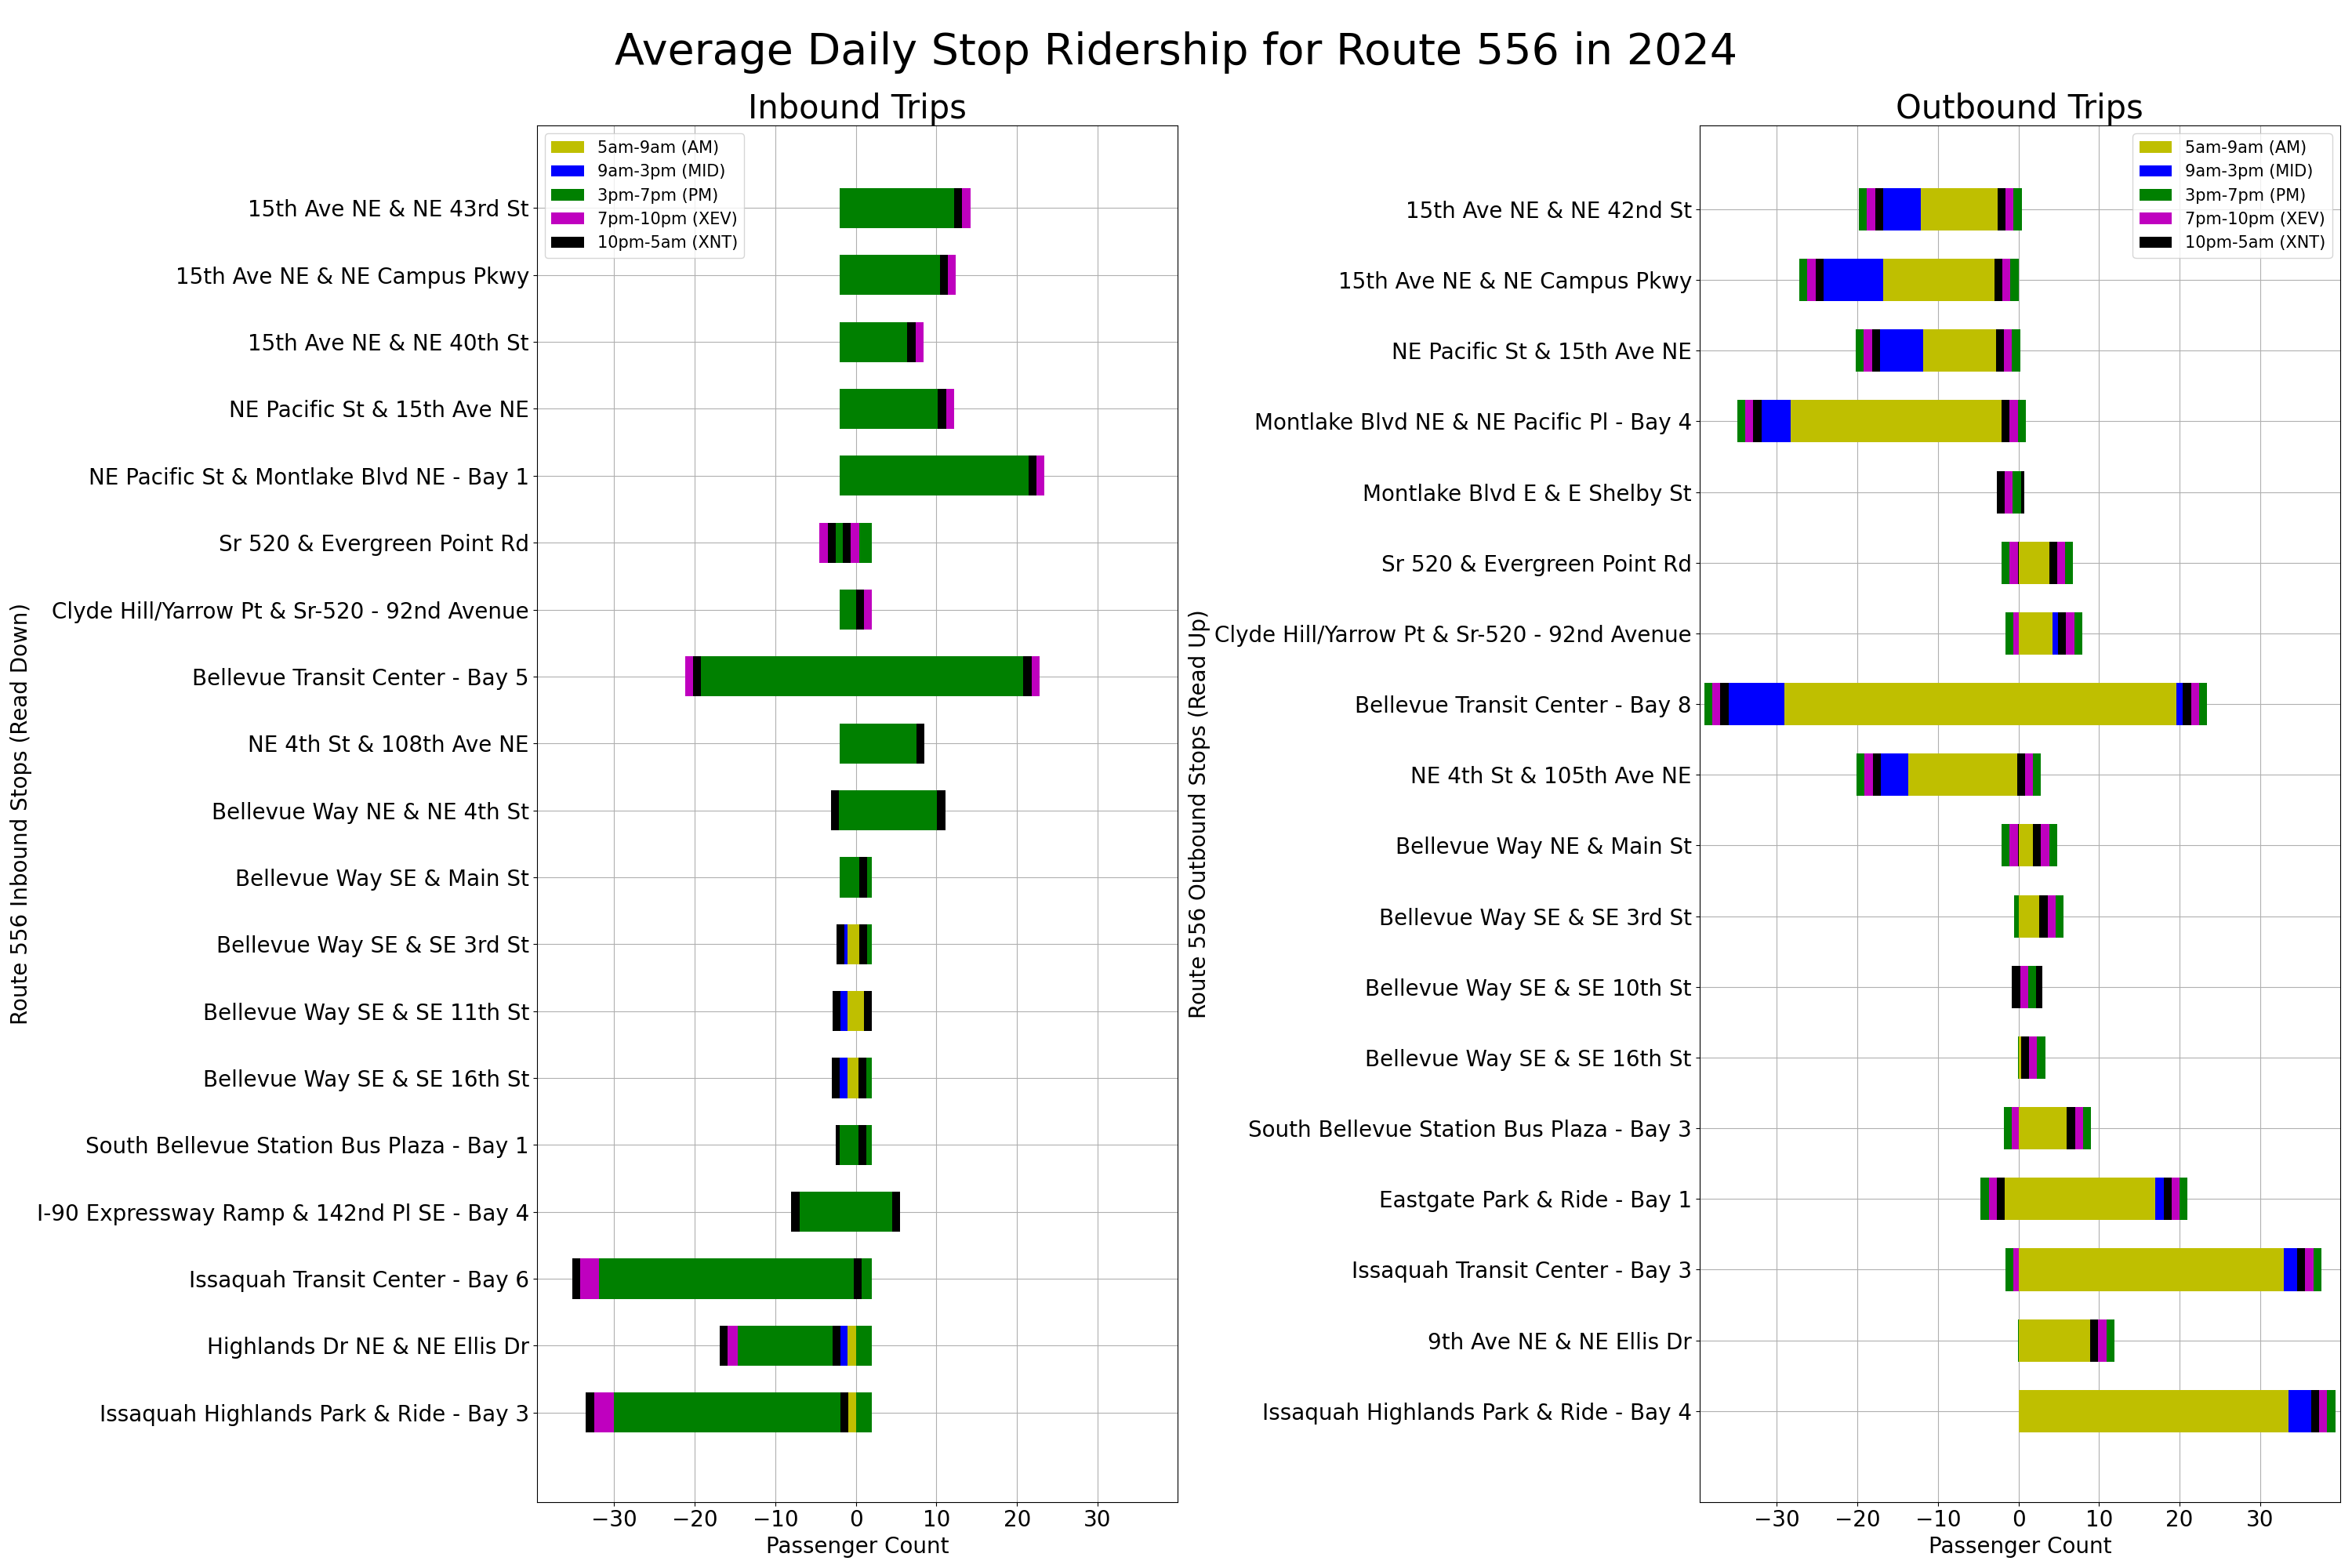 Average Daily Stop Ridership for Route 556 in 2024
Inbound Trips
5am-9am (AM)
9am-3pm (MID)
3pm-7pm (PM)
7pm-10pm (XEV)
10pm-5am (XNT)
Route 556 Inbound Stops (Read Down)
15th Ave NE & NE 43rd St
15th Ave NE & NE Campus Pkwy
15th Ave NE & NE 40th St
NE Pacific St & 15th Ave NE
NE Pacific St & Montlake Blvd NE - Bay 1
Sr 520 & Evergreen Point Rd
Clyde Hill/Yarrow Pt & Sr-520 - 92nd Avenue
Bellevue Transit Center - Bay 5
NE 4th St & 108th Ave NE
Bellevue Way NE & NE 4th St
Bellevue Way SE & Main St
Bellevue Way SE & SE 3rd St
Bellevue Way SE & SE 11th St
Bellevue Way SE & SE 16th St
South Bellevue Station Bus Plaza - Bay 1
I-90 Expressway Ramp & 142nd Pl SE - Bay 4
Issaquah Transit Center - Bay 6
Highlands Dr NE & NE Ellis Dr
Issaquah Highlands Park & Ride - Bay 3
−30 −20 −10 0 10 20 30
Passenger Count
Outbound Trips
5am-9am (AM)
9am-3pm (MID)
3pm-7pm (PM)
7pm-10pm (XEV)
10pm-5am (XNT)
Route 556 Outbound Stops (Read Up)
15th Ave NE & NE 42nd St
15th Ave NE & NE Campus Pkwy
NE Pacific St & 15th Ave NE
Montlake Blvd NE & NE Pacific Pl - Bay 4
Montlake Blvd E & E Shelby St
Sr 520 & Evergreen Point Rd
Clyde Hill/Yarrow Pt & Sr-520 - 92nd Avenue
Bellevue Transit Center - Bay 8
NE 4th St & 105th Ave NE
Bellevue Way NE & Main St
Bellevue Way SE & SE 3rd St
Bellevue Way SE & SE 10th St
Bellevue Way SE & SE 16th St
South Bellevue Station Bus Plaza - Bay 3
Eastgate Park & Ride - Bay 1
Issaquah Transit Center - Bay 3
9th Ave NE & NE Ellis Dr
Issaquah Highlands Park & Ride - Bay 4
−30 −20 −10 0 10 20 30
Passenger Count